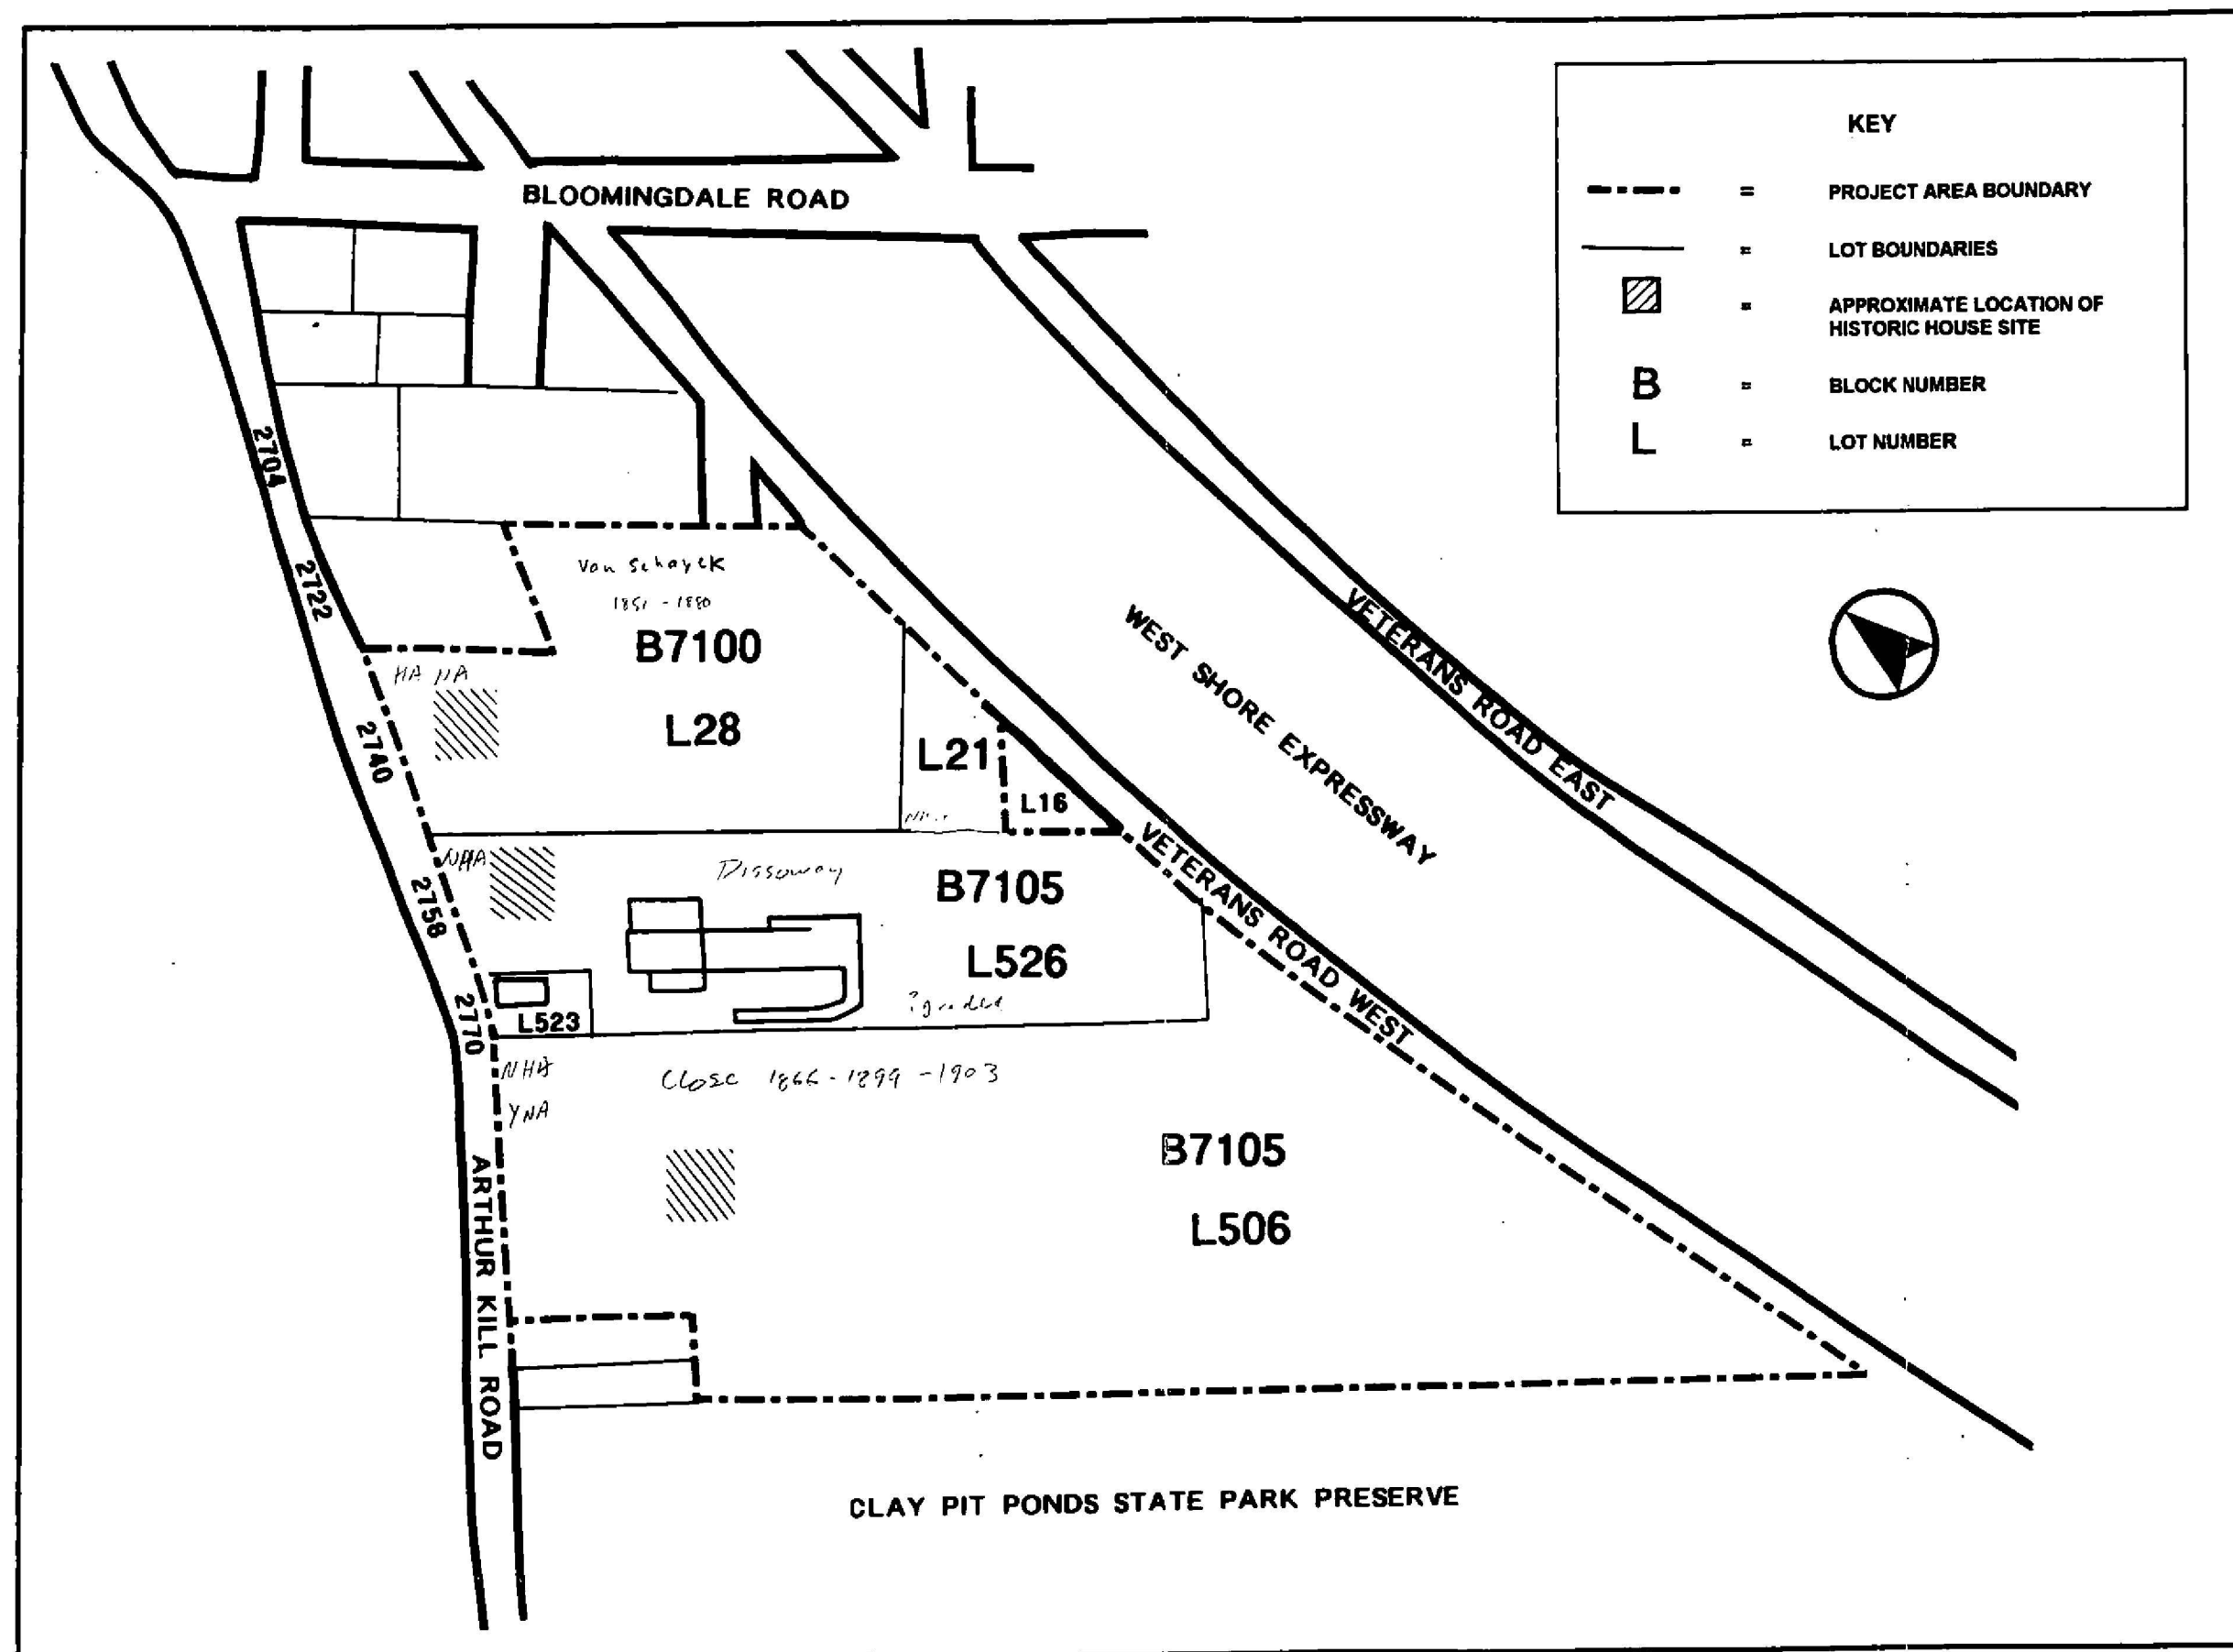 BLOOMINGDALE ROAD
KEY
= PROJECT AREA BOUNDARY
= LOT BOUNDARIES
= APPROXIMATE LOCATION OF
HISTORIC HOUSE SITE
B = BLOCK NUMBER
L = LOT NUMBER
2704
2722
2740
2758
2770
ARTHUR KILL ROAD
Van Schayck
1851 - 1880
B7100
L28
HA NA
L21
L16
NHA
Dissoway
B7105
L526
L523
NHA
YNA
Close 1866-1899-1903
B7105
L506
WEST SHORE EXPRESSWAY
VETERANS ROAD EAST
VETERANS ROAD WEST
CLAY PIT PONDS STATE PARK PRESERVE